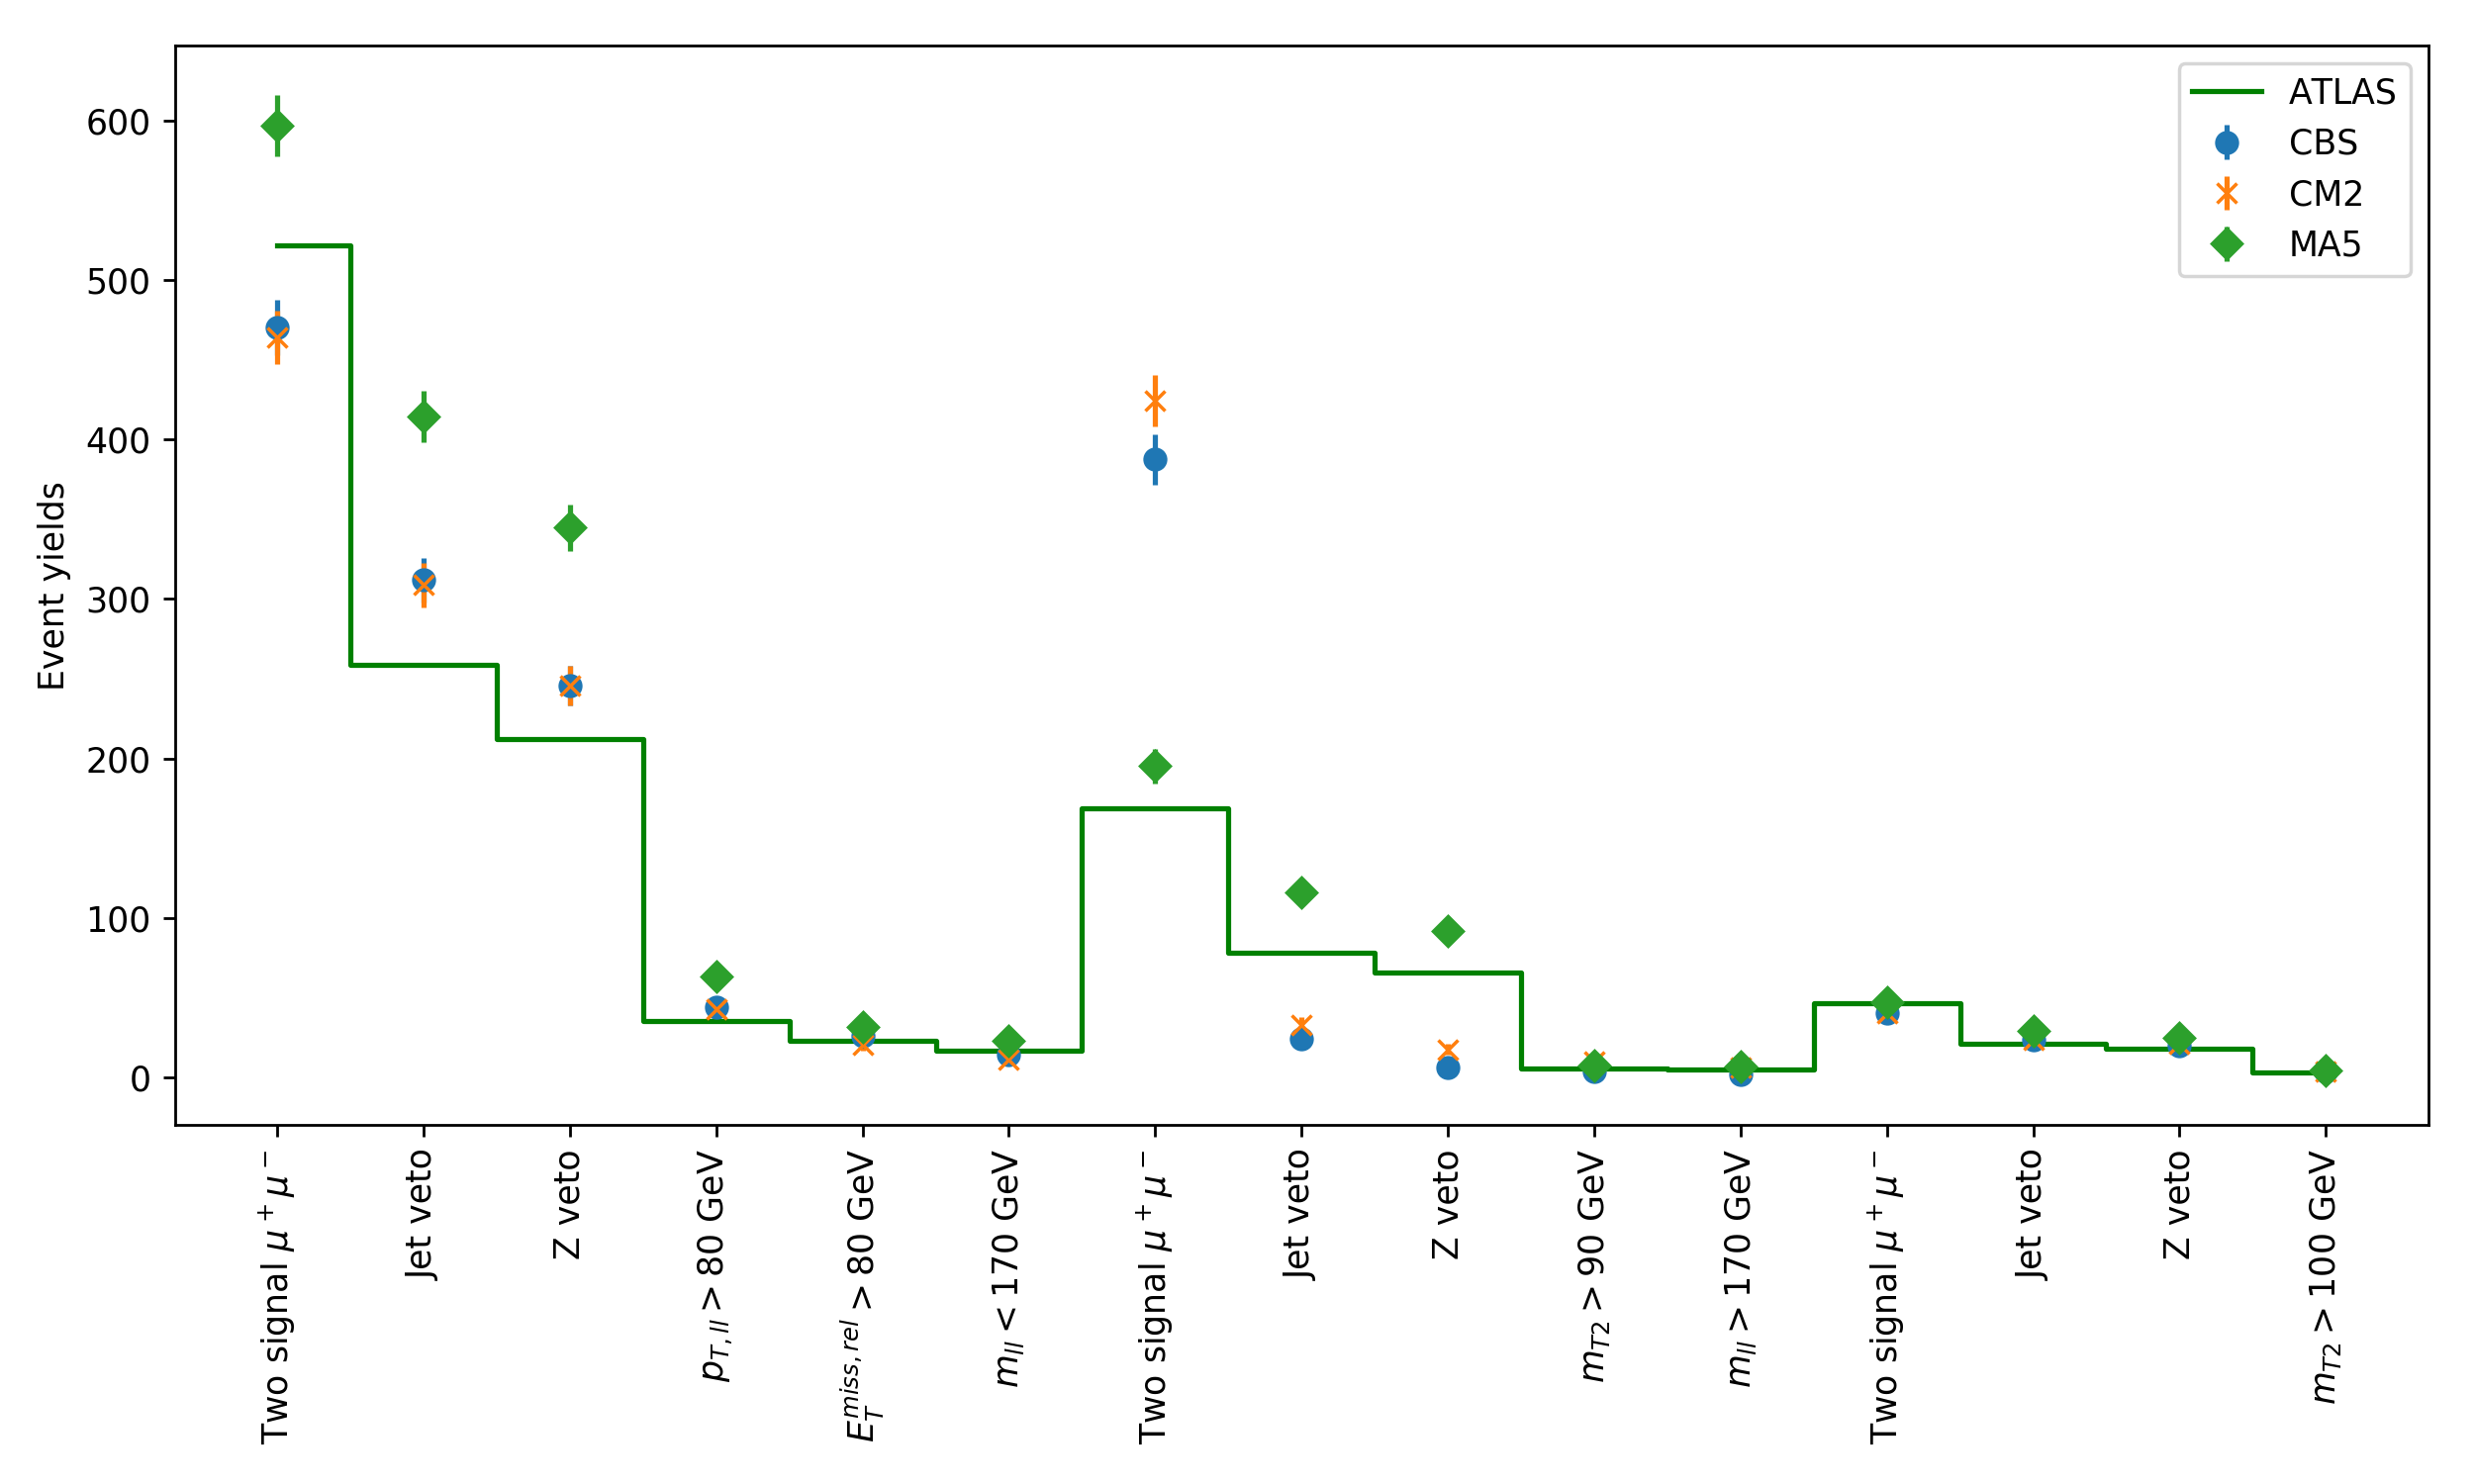 ATLAS
CBS
CM2
MA5
Event yields
600
500
400
300
200
100
0
Two signal μ⁺μ⁻
Jet veto
Z veto
p_{T, ll} > 80 GeV
E_T^{miss, rel} > 80 GeV
m_{ll} < 170 GeV
Two signal μ⁺μ⁻
Jet veto
Z veto
m_{T2} > 90 GeV
m_{ll} > 170 GeV
Two signal μ⁺μ⁻
Jet veto
Z veto
m_{T2} > 100 GeV